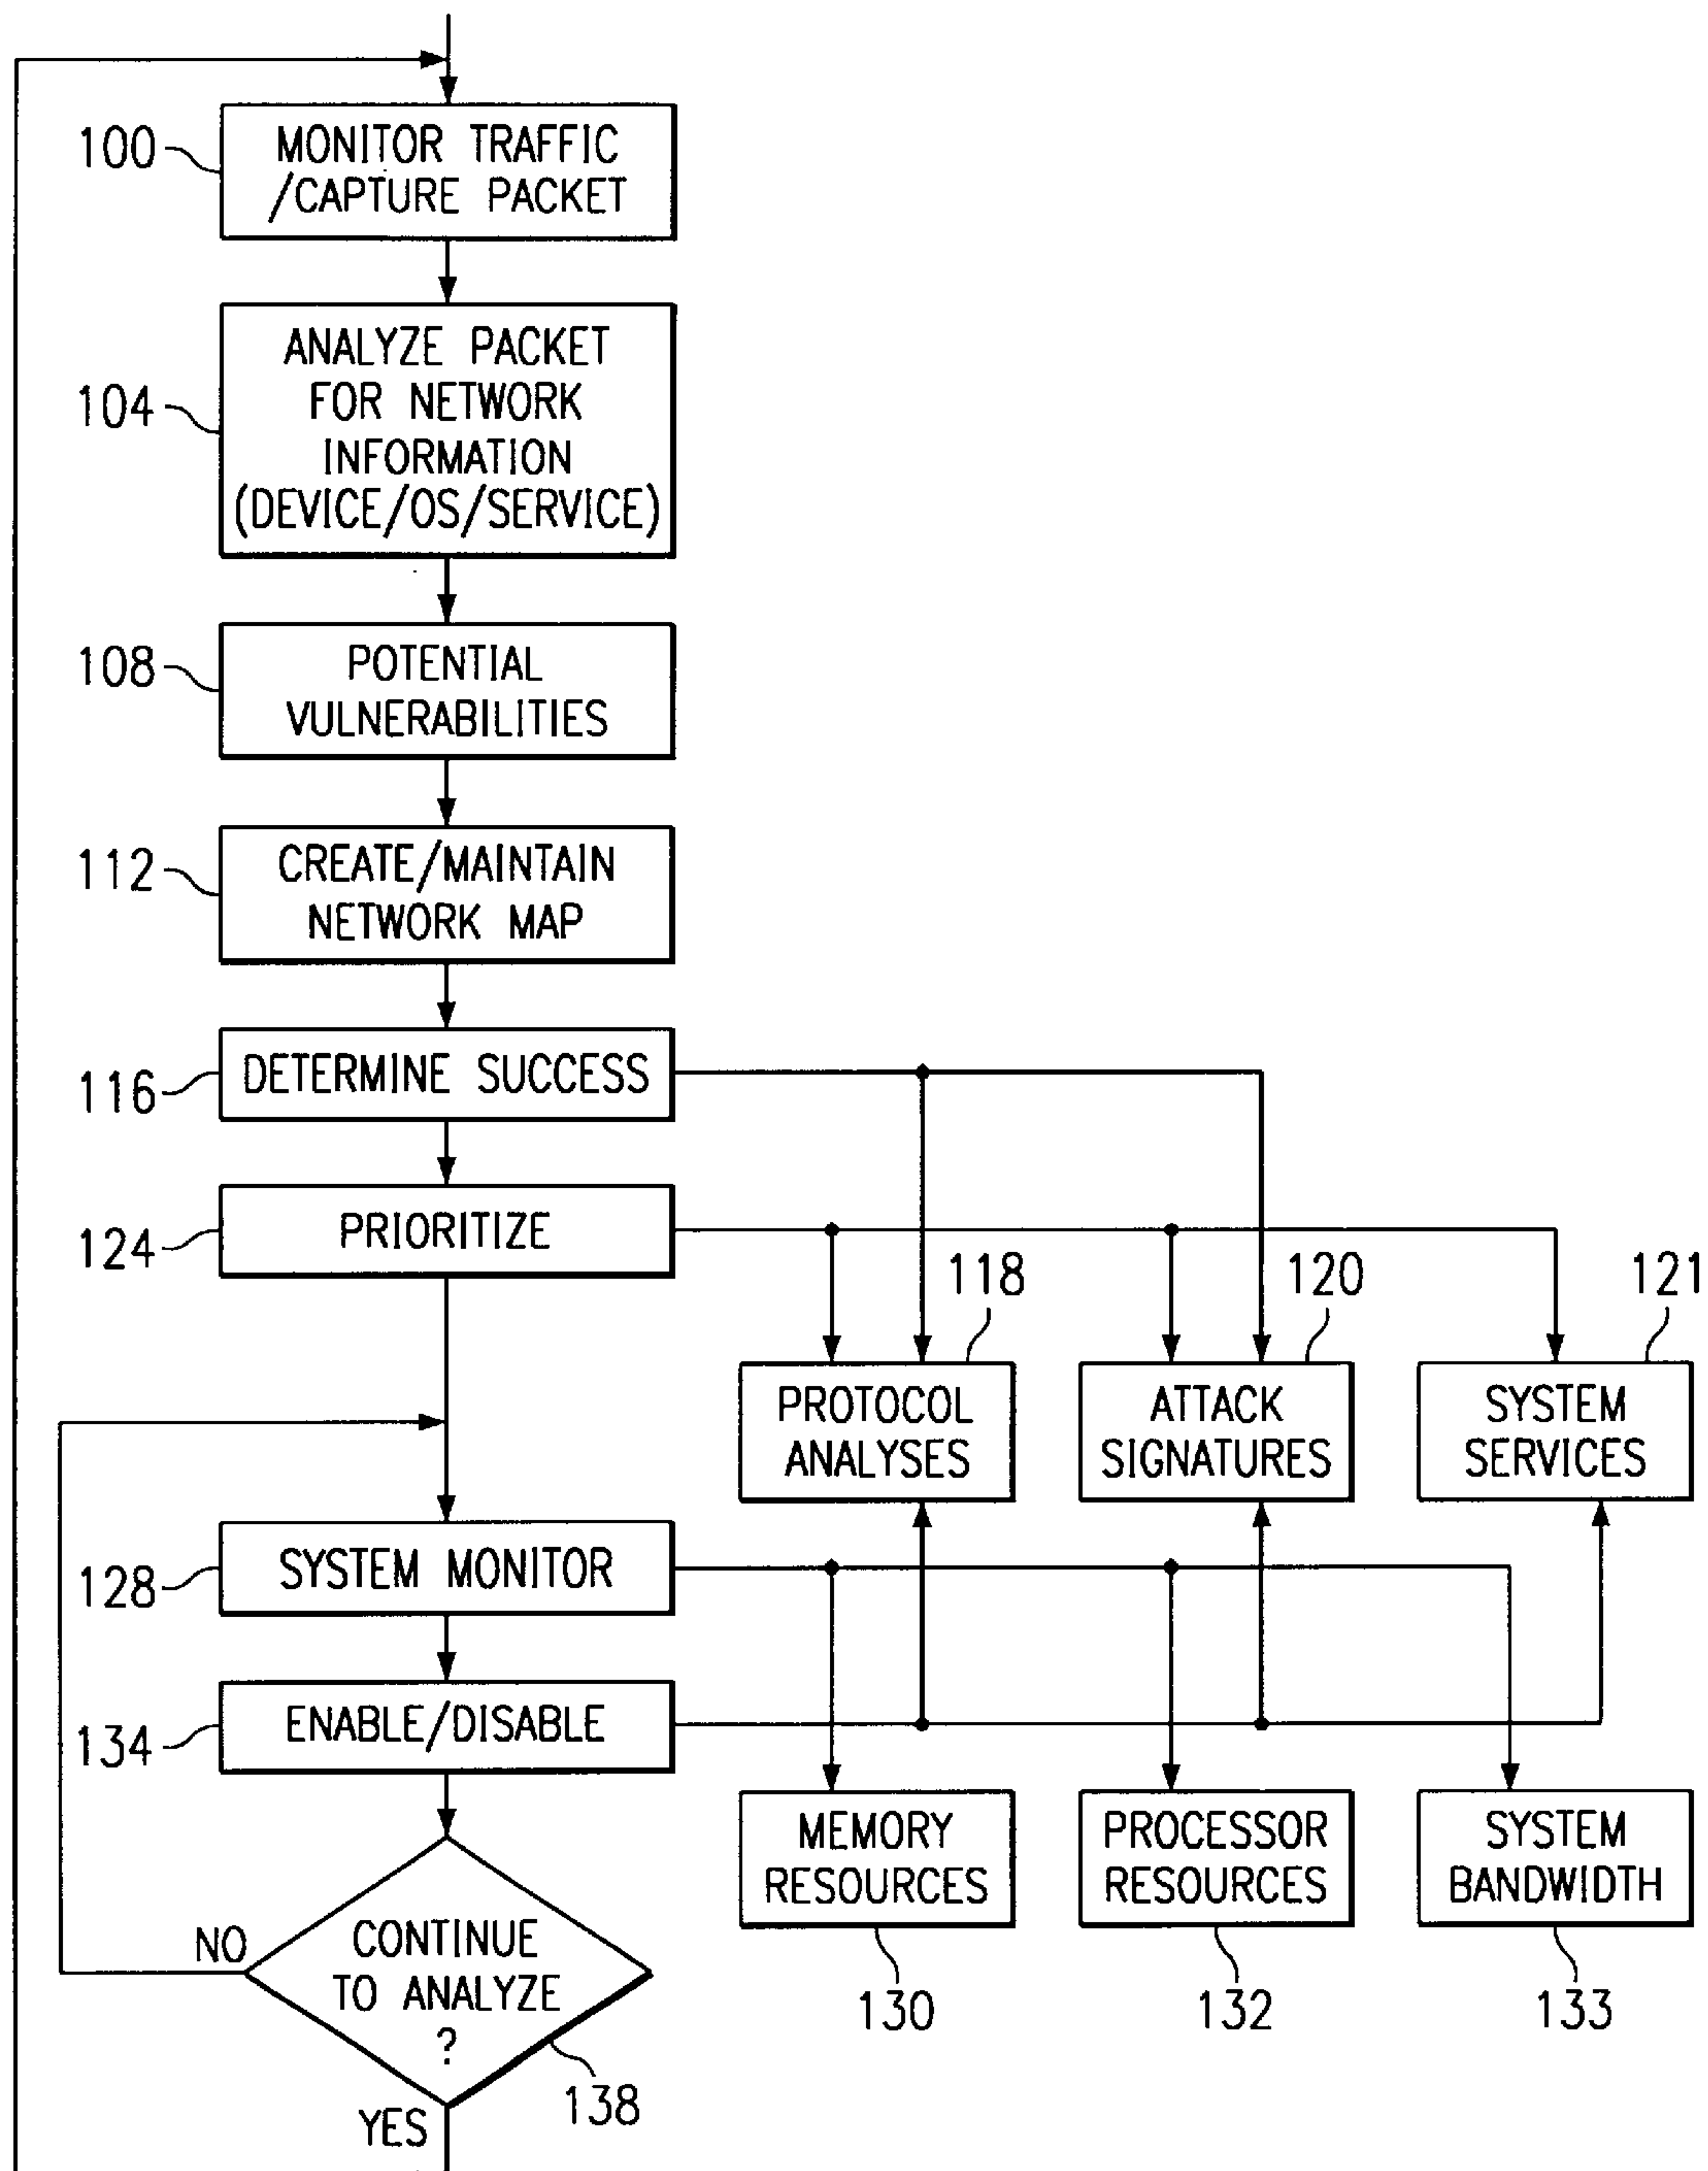 100
MONITOR TRAFFIC
/CAPTURE PACKET
104
ANALYZE PACKET
FOR NETWORK
INFORMATION
(DEVICE/OS/SERVICE)
108
POTENTIAL
VULNERABILITIES
112
CREATE/MAINTAIN
NETWORK MAP
116
DETERMINE SUCCESS
124
PRIORITIZE
118
PROTOCOL
ANALYSES
120
ATTACK
SIGNATURES
121
SYSTEM
SERVICES
128
SYSTEM MONITOR
134
ENABLE/DISABLE
MEMORY
RESOURCES
130
PROCESSOR
RESOURCES
132
SYSTEM
BANDWIDTH
133
NO
CONTINUE
TO ANALYZE
?
138
YES